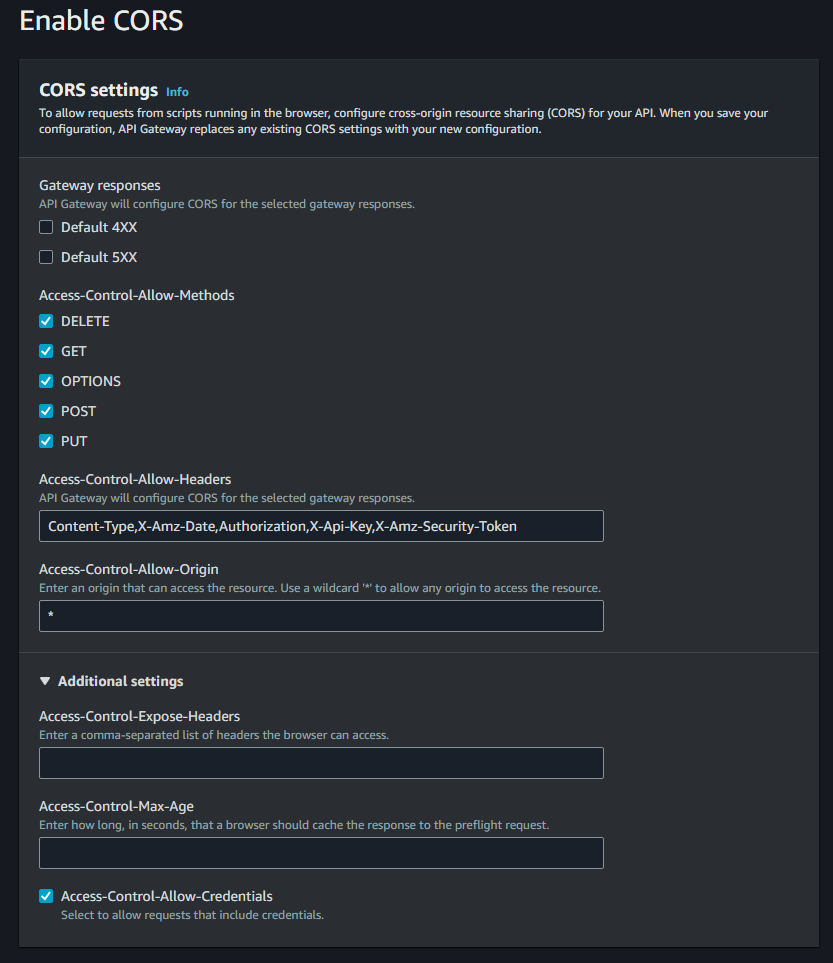 Enable CORS
CORS settings Info
To allow requests from scripts running in the browser, configure cross-origin resource sharing (CORS) for your API. When you save your
configuration, API Gateway replaces any existing CORS settings with your new configuration.
Gateway responses
API Gateway will configure CORS for the selected gateway responses.
Default 4XX
Default 5XX
Access-Control-Allow-Methods
DELETE
GET
OPTIONS
POST
PUT
Access-Control-Allow-Headers
API Gateway will configure CORS for the selected gateway responses.
Content-Type,X-Amz-Date,Authorization,X-Api-Key,X-Amz-Security-Token
Access-Control-Allow-Origin
Enter an origin that can access the resource. Use a wildcard '*' to allow any origin to access the resource.
*
Additional settings
Access-Control-Expose-Headers
Enter a comma-separated list of headers the browser can access.
Access-Control-Max-Age
Enter how long, in seconds, that a browser should cache the response to the preflight request.
Access-Control-Allow-Credentials
Select to allow requests that include credentials.